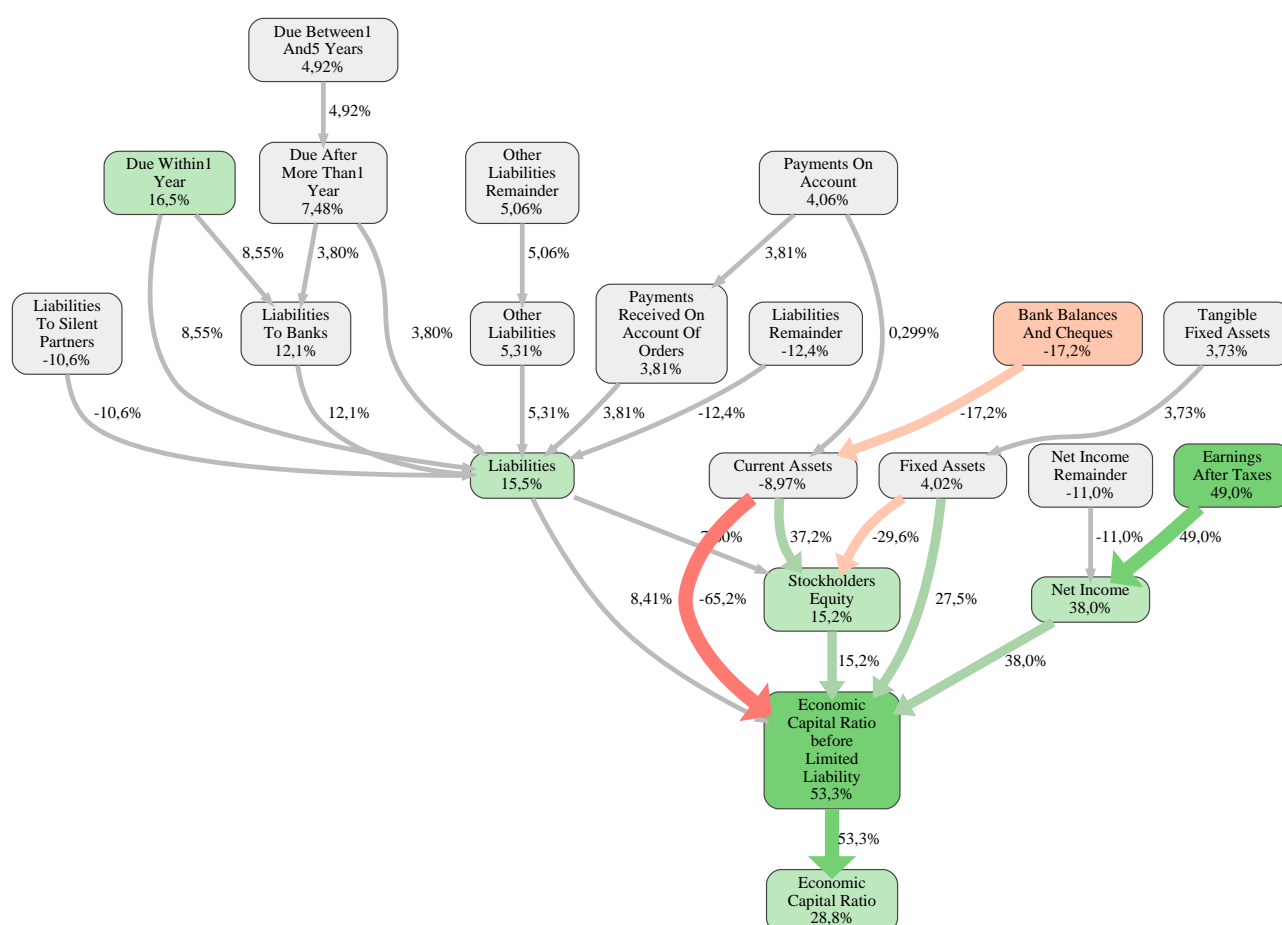 Due Between1
And5 Years
4,92%
4,92%
Due Within1
Year
16,5%
Due After
More Than1
Year
7,48%
Other
Liabilities
Remainder
5,06%
Payments On
Account
4,06%
8,55%
3,80%
5,06%
3,81%
Liabilities
To Silent
Partners
-10,6%
8,55%
Liabilities
To Banks
12,1%
3,80%
Other
Liabilities
5,31%
Payments
Received On
Account Of
Orders
3,81%
Liabilities
Remainder
-12,4%
0,299%
Bank Balances
And Cheques
-17,2%
Tangible
Fixed Assets
3,73%
-10,6%
12,1%
5,31%
3,81%
-12,4%
-17,2%
3,73%
Liabilities
15,5%
Current Assets
-8,97%
Fixed Assets
4,02%
Net Income
Remainder
-11,0%
Earnings
After Taxes
49,0%
37,2%
-29,6%
-11,0%
49,0%
8,41%
-65,2%
Stockholders
Equity
15,2%
27,5%
Net Income
38,0%
15,2%
38,0%
Economic
Capital Ratio
before
Limited
Liability
53,3%
53,3%
Economic
Capital Ratio
28,8%